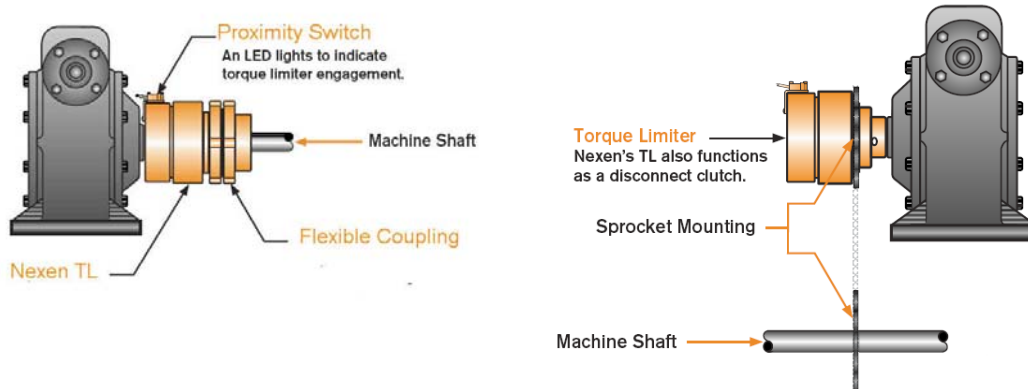 Proximity Switch
An LED lights to indicate
torque limiter engagement.
Machine Shaft
Flexible Coupling
Nexen TL
Torque Limiter
Nexen's TL also functions
as a disconnect clutch.
Sprocket Mounting
Machine Shaft